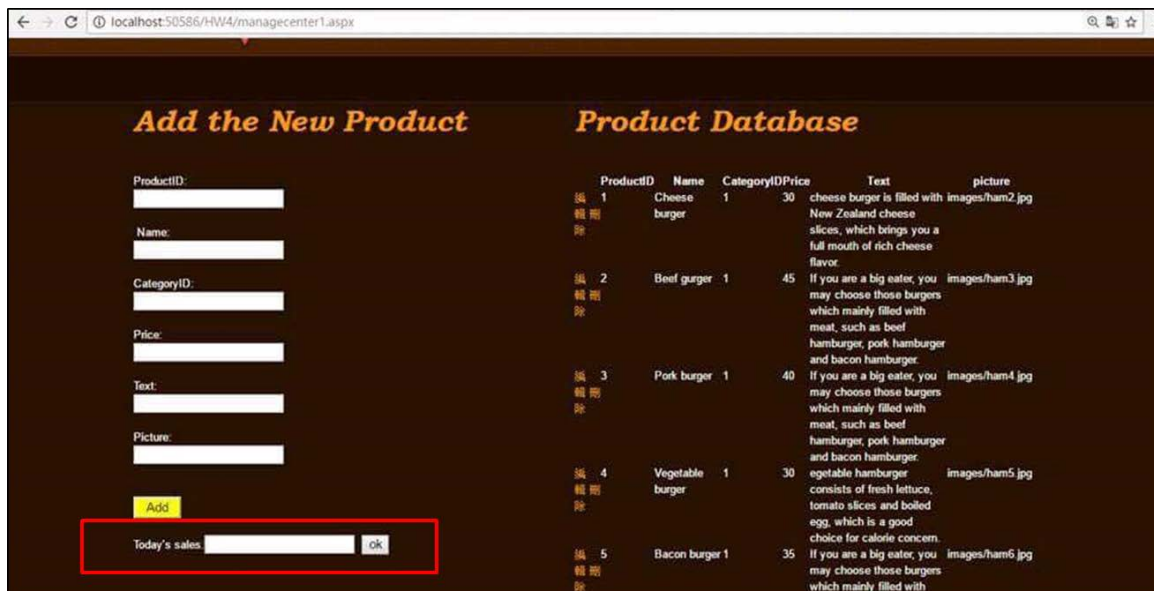 localhost:50586/HW4/managecenter1.aspx
Add the New Product
ProductID:
Name:
CategoryID:
Price:
Text:
Picture:
Add
Today's sales: ok
Product Database
ProductID Name CategoryIDPrice Text picture
編 1 Cheese 1 30 cheese burger is filled with images/ham2.jpg
輯 刪 burger New Zealand cheese
除 slices, which brings you a
full mouth of rich cheese
flavor.
編 2 Beef gurger 1 45 If you are a big eater, you images/ham3.jpg
輯 刪 may choose those burgers
除 which mainly filled with
meat, such as beef
hamburger, pork hamburger
and bacon hamburger.
編 3 Pork burger 1 40 If you are a big eater, you images/ham4.jpg
輯 刪 may choose those burgers
除 which mainly filled with
meat, such as beef
hamburger, pork hamburger
and bacon hamburger.
編 4 Vegetable 1 30 egetable hamburger images/ham5.jpg
輯 刪 burger consists of fresh lettuce,
除 tomato slices and boiled
egg, which is a good
choice for calorie concern.
編 5 Bacon burger 1 35 If you are a big eater, you images/ham6.jpg
輯 刪 may choose those burgers
除 which mainly filled with